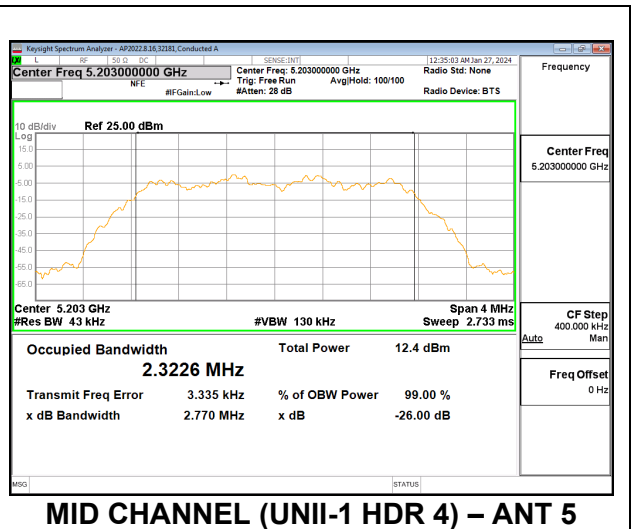 Keysight Spectrum Analyzer - AP2022.8.16,32181,Conducted A
L RF 50 Ω DC SENSE:INT 12:35:03 AM Jan 27, 2024
Center Freq 5.203000000 GHz Center Freq: 5.203000000 GHz Radio Std: None Frequency
NFE Trig: Free Run Avg|Hold: 100/100
#IFGain:Low #Atten: 28 dB Radio Device: BTS
10 dB/div Ref 25.00 dBm
Log
15.0
5.00
-5.00
-15.0
-25.0
-35.0
-45.0
-55.0
-65.0
Center Freq
5.203000000 GHz
Center 5.203 GHz Span 4 MHz
#Res BW 43 kHz #VBW 130 kHz Sweep 2.733 ms
CF Step
400.000 kHz
Auto Man
Occupied Bandwidth Total Power 12.4 dBm
2.3226 MHz
Freq Offset
0 Hz
Transmit Freq Error 3.335 kHz % of OBW Power 99.00 %
x dB Bandwidth 2.770 MHz x dB -26.00 dB
MSG STATUS
MID CHANNEL (UNII-1 HDR 4) – ANT 5